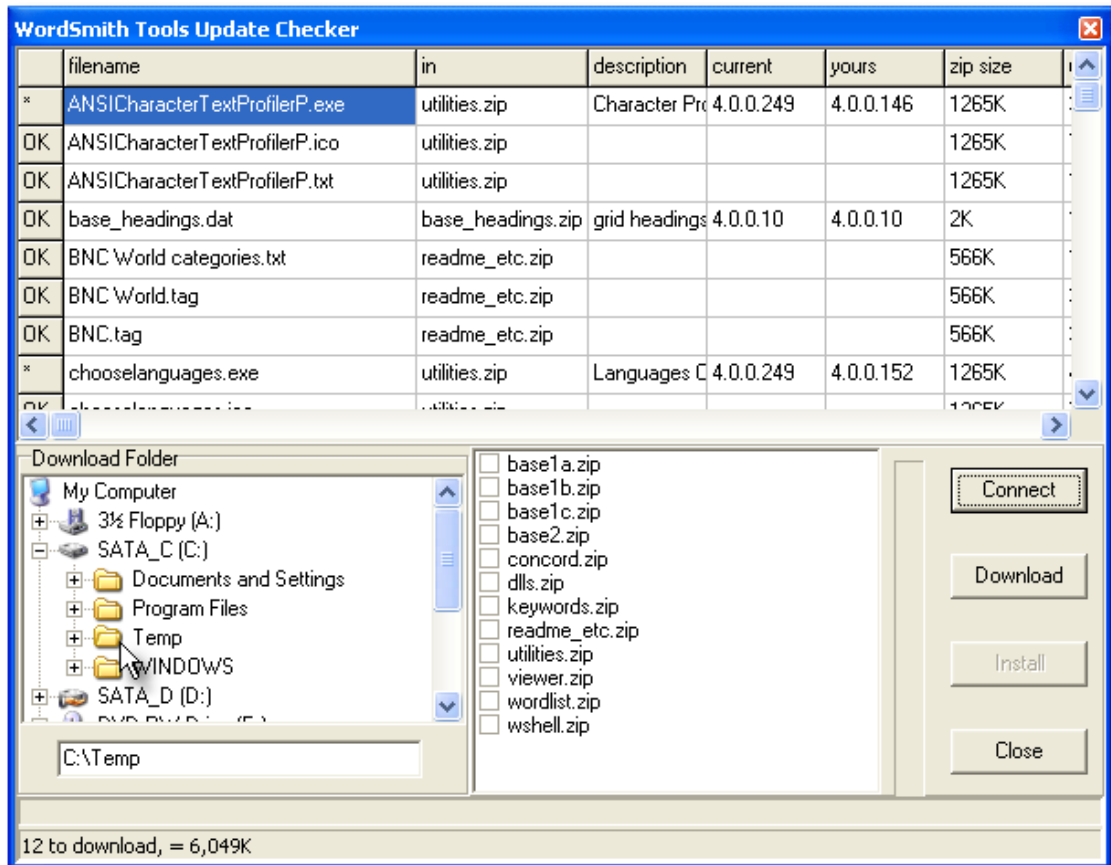 WordSmith Tools Update Checker
filename in description current yours zip size
* ANSICharacterTextProfilerP.exe utilities.zip Character Pro 4.0.0.249 4.0.0.146 1265K
OK ANSICharacterTextProfilerP.ico utilities.zip 1265K
OK ANSICharacterTextProfilerP.txt utilities.zip 1265K
OK base_headings.dat base_headings.zip grid headings 4.0.0.10 4.0.0.10 2K
OK BNC World categories.txt readme_etc.zip 566K
OK BNC World.tag readme_etc.zip 566K
OK BNC.tag readme_etc.zip 566K
* chooselanguages.exe utilities.zip Languages C 4.0.0.249 4.0.0.152 1265K
Download Folder
My Computer
3½ Floppy (A:)
SATA_C (C:)
Documents and Settings
Program Files
Temp
WINDOWS
SATA_D (D:)
C:\Temp
base1a.zip
base1b.zip
base1c.zip
base2.zip
concord.zip
dlls.zip
keywords.zip
readme_etc.zip
utilities.zip
viewer.zip
wordlist.zip
wshell.zip
Connect
Download
Install
Close
12 to download, = 6,049K